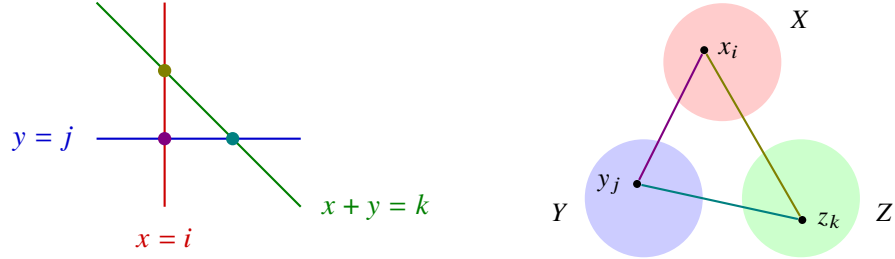 y = j
x + y = k
x = i
X
x_i
y_j
Y
Z
z_k